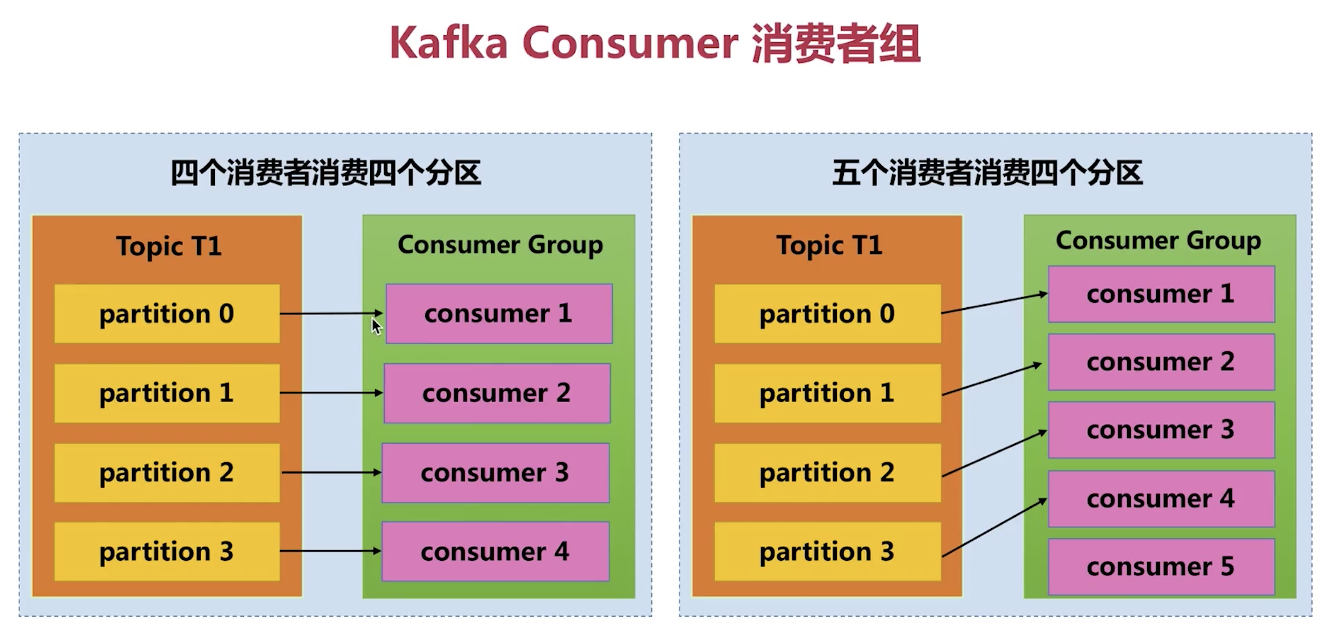 Kafka Consumer 消费者组
四个消费者消费四个分区
Topic T1
partition 0
partition 1
partition 2
partition 3
Consumer Group
consumer 1
consumer 2
consumer 3
consumer 4
五个消费者消费四个分区
Topic T1
partition 0
partition 1
partition 2
partition 3
Consumer Group
consumer 1
consumer 2
consumer 3
consumer 4
consumer 5